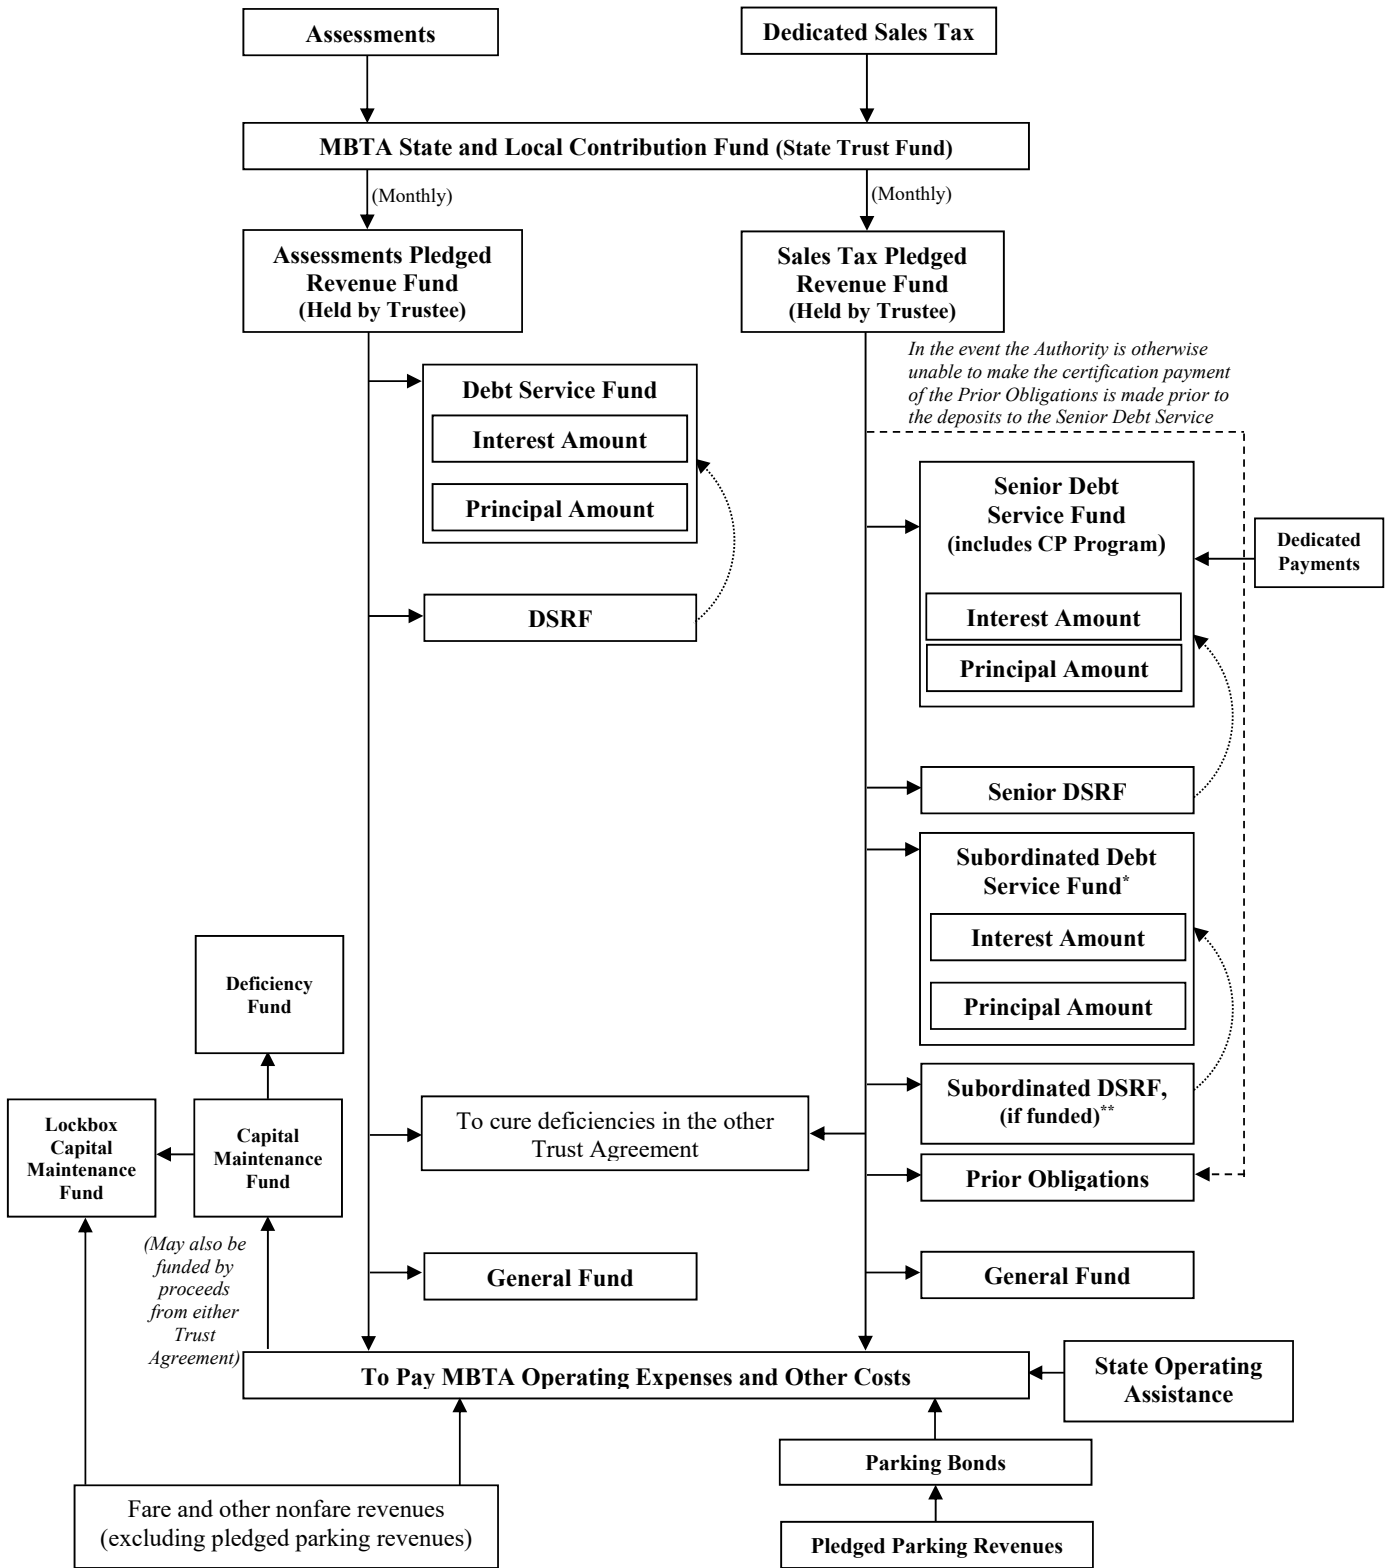 Assessments
Dedicated Sales Tax
MBTA State and Local Contribution Fund (State Trust Fund)
(Monthly)
(Monthly)
Assessments Pledged
Revenue Fund
(Held by Trustee)
Sales Tax Pledged
Revenue Fund
(Held by Trustee)
In the event the Authority is otherwise
unable to make the certification payment
of the Prior Obligations is made prior to
the deposits to the Senior Debt Service
Debt Service Fund
Interest Amount
Principal Amount
DSRF
Senior Debt
Service Fund
(includes CP Program)
Interest Amount
Principal Amount
Dedicated
Payments
Senior DSRF
Subordinated Debt
Service Fund*
Interest Amount
Principal Amount
Subordinated DSRF,
(if funded)**
Prior Obligations
General Fund
Deficiency
Fund
Lockbox
Capital
Maintenance
Fund
Capital
Maintenance
Fund
To cure deficiencies in the other
Trust Agreement
(May also be
funded by
proceeds
from either
Trust
Agreement)
General Fund
To Pay MBTA Operating Expenses and Other Costs
State Operating
Assistance
Parking Bonds
Pledged Parking Revenues
Fare and other nonfare revenues
(excluding pledged parking revenues)